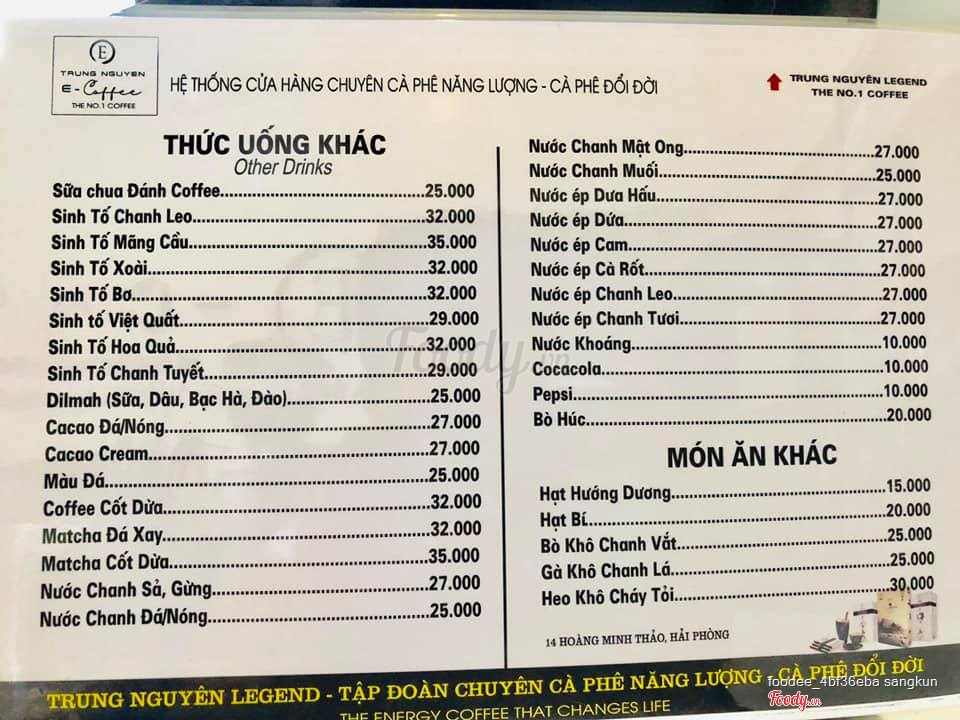 E
TRUNG NGUYEN
E-Coffee
THE NO.1 COFFEE
HỆ THỐNG CỬA HÀNG CHUYÊN CÀ PHÊ NĂNG LƯỢNG - CÀ PHÊ ĐỔI ĐỜI
TRUNG NGUYÊN LEGEND
THE NO.1 COFFEE
THỨC UỐNG KHÁC
Other Drinks
Sữa chua Đánh Coffee....................25.000
Sinh Tố Chanh Leo....................32.000
Sinh Tố Mãng Cầu....................35.000
Sinh Tố Xoài....................32.000
Sinh Tố Bơ....................32.000
Sinh tố Việt Quất....................29.000
Sinh Tố Hoa Quả....................32.000
Sinh Tố Chanh Tuyết....................29.000
Dilmah (Sữa, Dâu, Bạc Hà, Đào)....................25.000
Cacao Đá/Nóng....................27.000
Cacao Cream....................27.000
Màu Đá....................25.000
Coffee Cốt Dừa....................32.000
Matcha Đá Xay....................32.000
Matcha Cốt Dừa....................35.000
Nước Chanh Sả, Gừng....................27.000
Nước Chanh Đá/Nóng....................25.000
Nước Chanh Mật Ong....................27.000
Nước Chanh Muối....................25.000
Nước ép Dưa Hấu....................27.000
Nước ép Dứa....................27.000
Nước ép Cam....................27.000
Nước ép Cà Rốt....................27.000
Nước ép Chanh Leo....................27.000
Nước ép Chanh Tươi....................27.000
Nước Khoáng....................10.000
Cocacola....................10.000
Pepsi....................10.000
Bò Húc....................20.000
MÓN ĂN KHÁC
Hạt Hướng Dương....................15.000
Hạt Bí....................20.000
Bò Khô Chanh Vắt....................25.000
Gà Khô Chanh Lá....................25.000
Heo Khô Cháy Tỏi....................30.000
14 HOÀNG MINH THẢO, HẢI PHÒNG
TRUNG NGUYÊN LEGEND - TẬP ĐOÀN CHUYÊN CÀ PHÊ NĂNG LƯỢNG - CÀ PHÊ ĐỔI ĐỜI
THE ENERGY COFFEE THAT CHANGES LIFE
Foody.vn
foodee_4bf36eba sangkun
Foody.vn